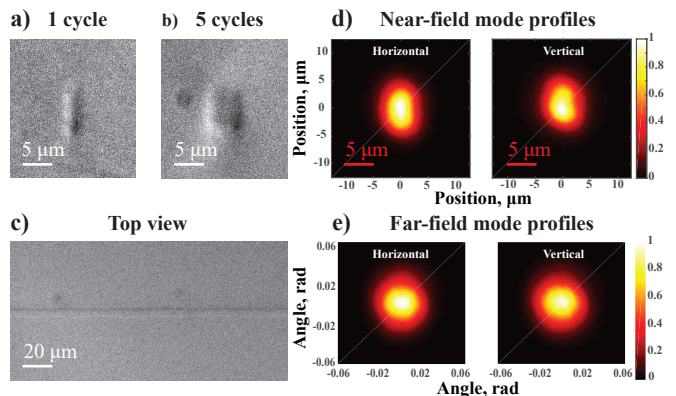 a) 1 cycle
b) 5 cycles
5 μm
5 μm
c) Top view
20 μm
d) Near-field mode profiles
Horizontal
Vertical
Position, μm
10
5
0
-5
-10
5 μm
5 μm
-10 -5 0 5 10
-10 -5 0 5 10
Position, μm
1
0.8
0.6
0.4
0.2
0
e) Far-field mode profiles
Horizontal
Vertical
Angle, rad
0.06
0.02
-0.02
-0.06
-0.06 -0.02 0.02 0.06
-0.06 -0.02 0.02 0.06
Angle, rad
1
0.8
0.6
0.4
0.2
0